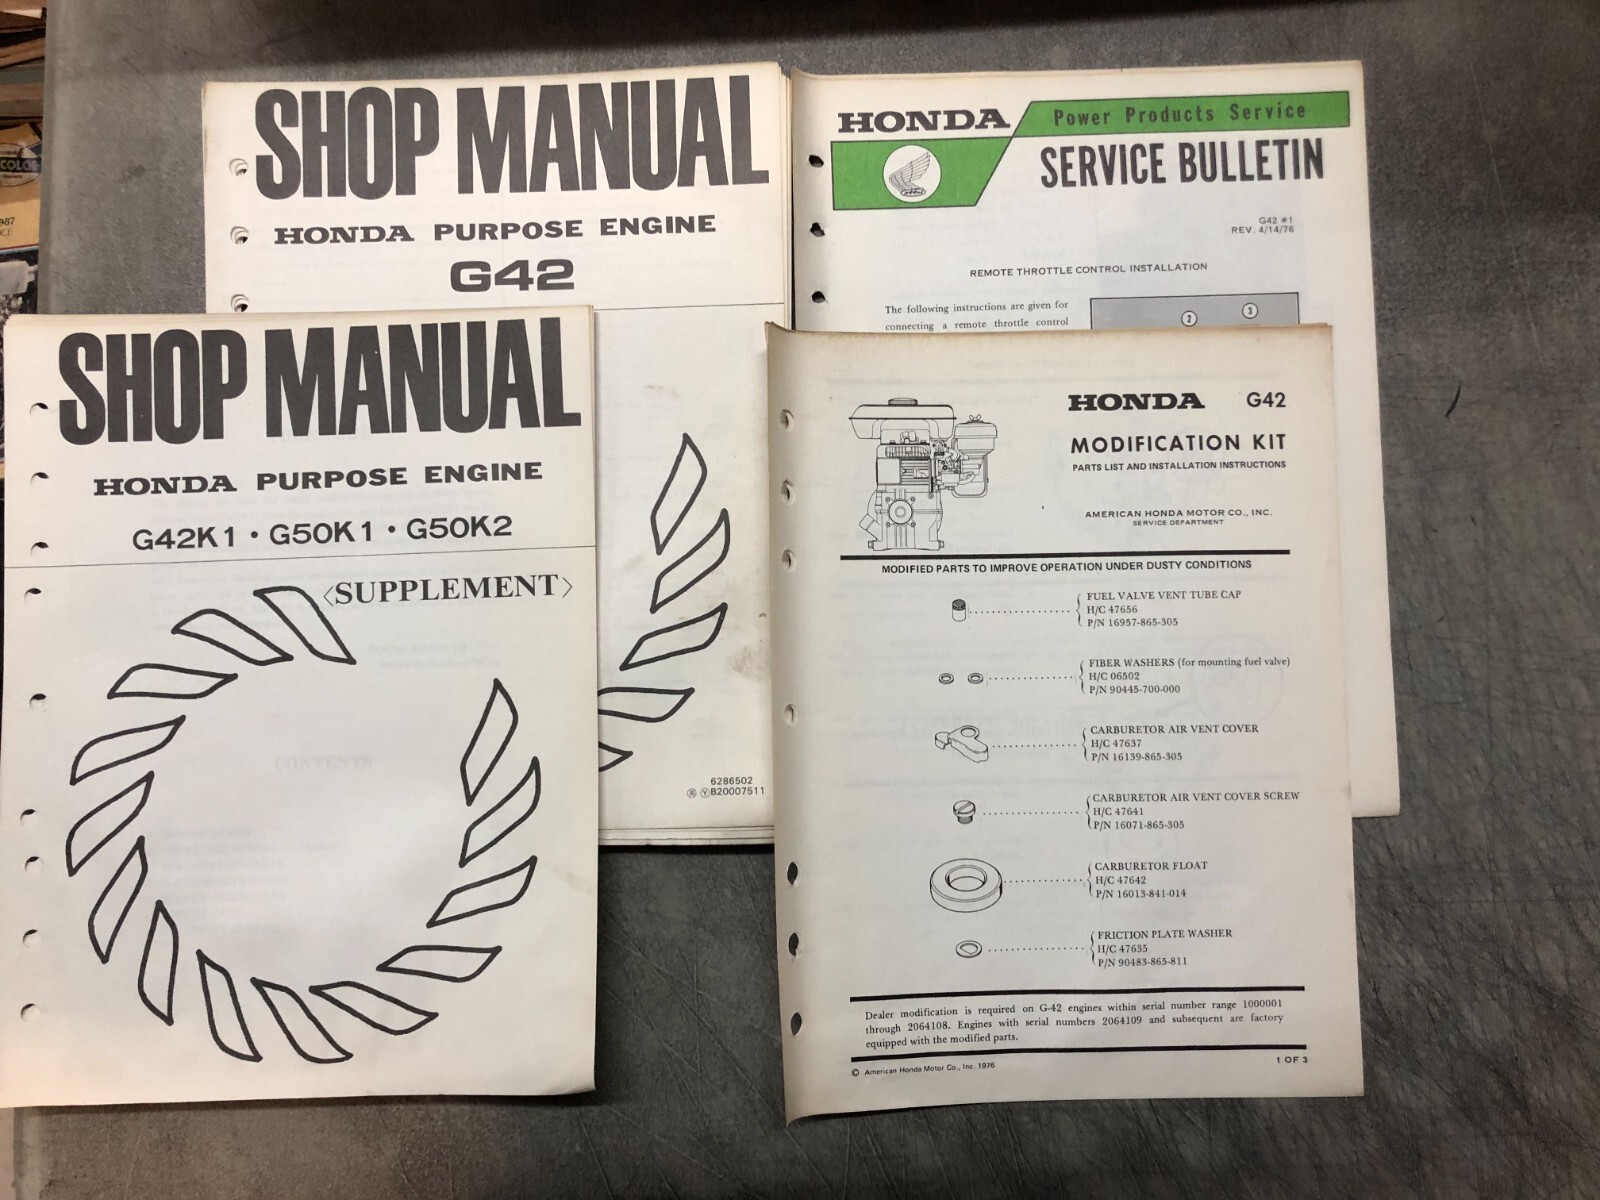 COLOR
987
SHOP MANUAL
HONDA PURPOSE ENGINE
G42
6286502
B20007511
HONDA
Power Products Service
SERVICE BULLETIN
G42 #1
REV. 4/14/76
REMOTE THROTTLE CONTROL INSTALLATION
The following instructions are given for
connecting a remote throttle control
2
3
SHOP MANUAL
HONDA PURPOSE ENGINE
G42K1 · G50K1 · G50K2
〈SUPPLEMENT〉
CONTENTS
HONDA G42
MODIFICATION KIT
PARTS LIST AND INSTALLATION INSTRUCTIONS
AMERICAN HONDA MOTOR CO., INC.
SERVICE DEPARTMENT
MODIFIED PARTS TO IMPROVE OPERATION UNDER DUSTY CONDITIONS
FUEL VALVE VENT TUBE CAP
H/C 47656
P/N 16957-865-305
FIBER WASHERS (for mounting fuel valve)
H/C 06502
P/N 90445-700-000
CARBURETOR AIR VENT COVER
H/C 47637
P/N 16139-865-305
CARBURETOR AIR VENT COVER SCREW
H/C 47641
P/N 16071-865-305
CARBURETOR FLOAT
H/C 47642
P/N 16013-841-014
FRICTION PLATE WASHER
H/C 47635
P/N 90483-865-811
Dealer modification is required on G-42 engines within serial number range 1000001
through 2064108. Engines with serial numbers 2064109 and subsequent are factory
equipped with the modified parts.
© American Honda Motor Co., Inc. 1976
1 OF 3